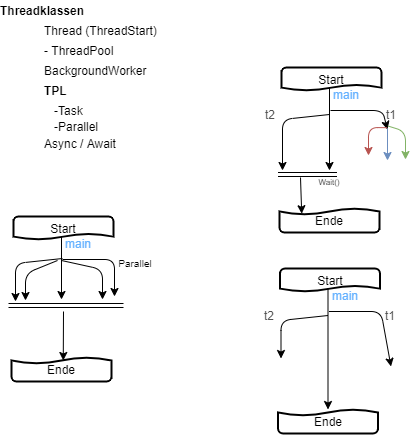 Threadklassen
Thread (ThreadStart)
- ThreadPool
BackgroundWorker
TPL
-Task
-Parallel
Async / Await
Start
main
t2
t1
Wait()
Ende
Start
main
Parallel
Ende
Start
main
t2
t1
Ende